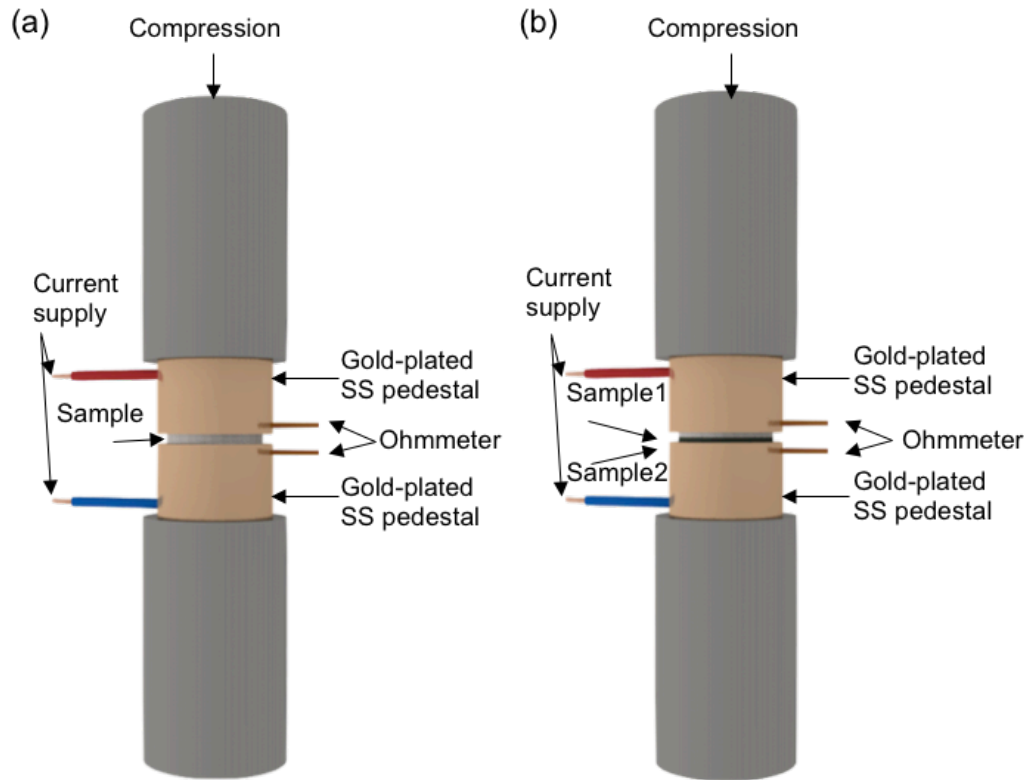 (a)
Compression
Current
supply
Gold-plated
SS pedestal
Sample
Ohmmeter
Gold-plated
SS pedestal
(b)
Compression
Current
supply
Gold-plated
SS pedestal
Sample1
Ohmmeter
Sample2
Gold-plated
SS pedestal